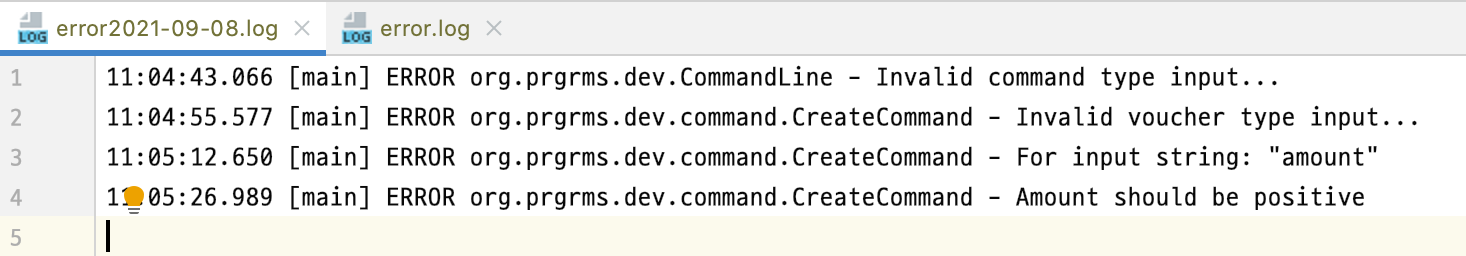 LOG error2021-09-08.log LOG error.log
1 11:04:43.066 [main] ERROR org.prgrms.dev.CommandLine - Invalid command type input...
2 11:04:55.577 [main] ERROR org.prgrms.dev.command.CreateCommand - Invalid voucher type input...
3 11:05:12.650 [main] ERROR org.prgrms.dev.command.CreateCommand - For input string: "amount"
4 11:05:26.989 [main] ERROR org.prgrms.dev.command.CreateCommand - Amount should be positive
5